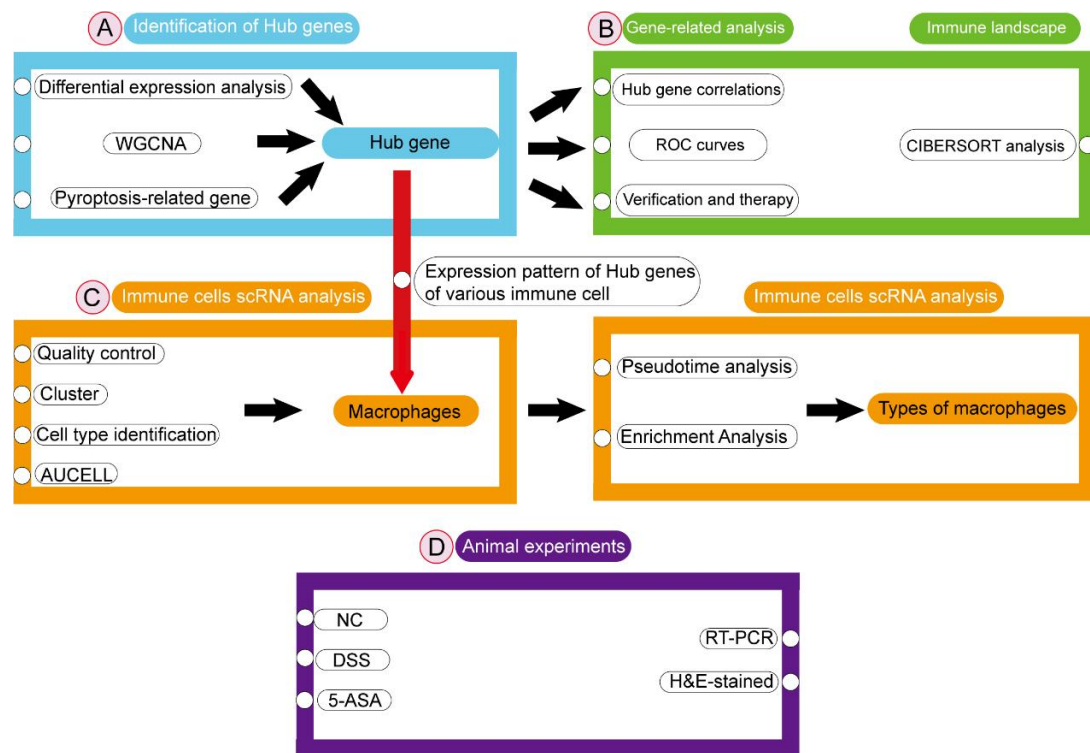 A
Identification of Hub genes
Differential expression analysis
WGCNA
Pyroptosis-related gene
Hub gene
B
Gene-related analysis
Immune landscape
Hub gene correlations
ROC curves
Verification and therapy
CIBERSORT analysis
Expression pattern of Hub genes
of various immune cell
C
Immune cells scRNA analysis
Quality control
Cluster
Cell type identification
AUCELL
Macrophages
Immune cells scRNA analysis
Pseudotime analysis
Enrichment Analysis
Types of macrophages
D
Animal experiments
NC
DSS
5-ASA
RT-PCR
H&E-stained